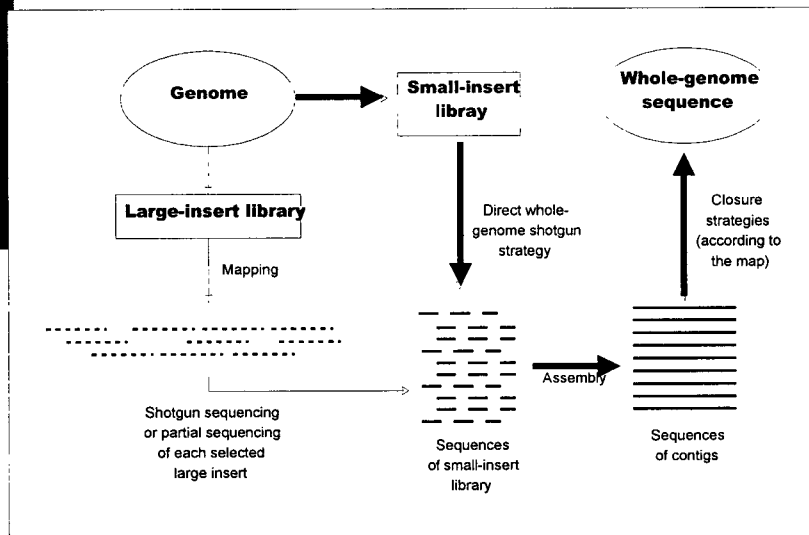 Genome
Small-insert
libray
Whole-genome
sequence
Large-insert library
Direct whole-
genome shotgun
strategy
Closure
strategies
(according to
the map)
Mapping
Assembly
Shotgun sequencing
or partial sequencing
of each selected
large insert
Sequences
of small-insert
library
Sequences
of contigs